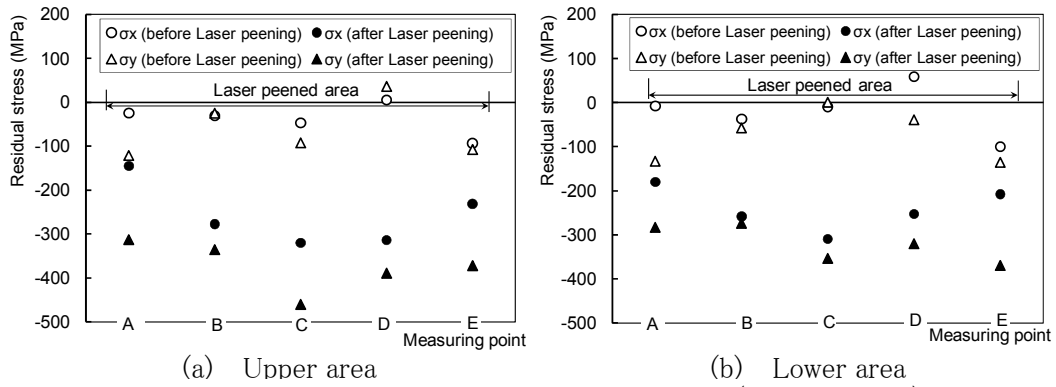 200
100
0
-100
-200
-300
-400
-500
Residual stress (MPa)
σx (before Laser peening) σx (after Laser peening)
σy (before Laser peening) σy (after Laser peening)
Laser peened area
A B C D E
Measuring point
(a) Upper area
200
100
0
-100
-200
-300
-400
-500
Residual stress (MPa)
σx (before Laser peening) σx (after Laser peening)
σy (before Laser peening) σy (after Laser peening)
Laser peened area
A B C D E
Measuring point
(b) Lower area